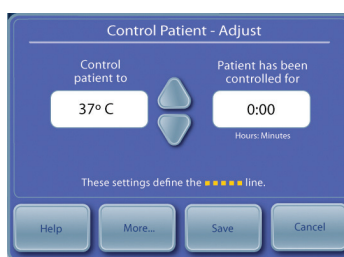 Control Patient - Adjust
Control
patient to
Patient has been
controlled for
37º C
0:00
Hours: Minutes
These settings define the ▪▪▪▪▪ line.
Help
More...
Save
Cancel